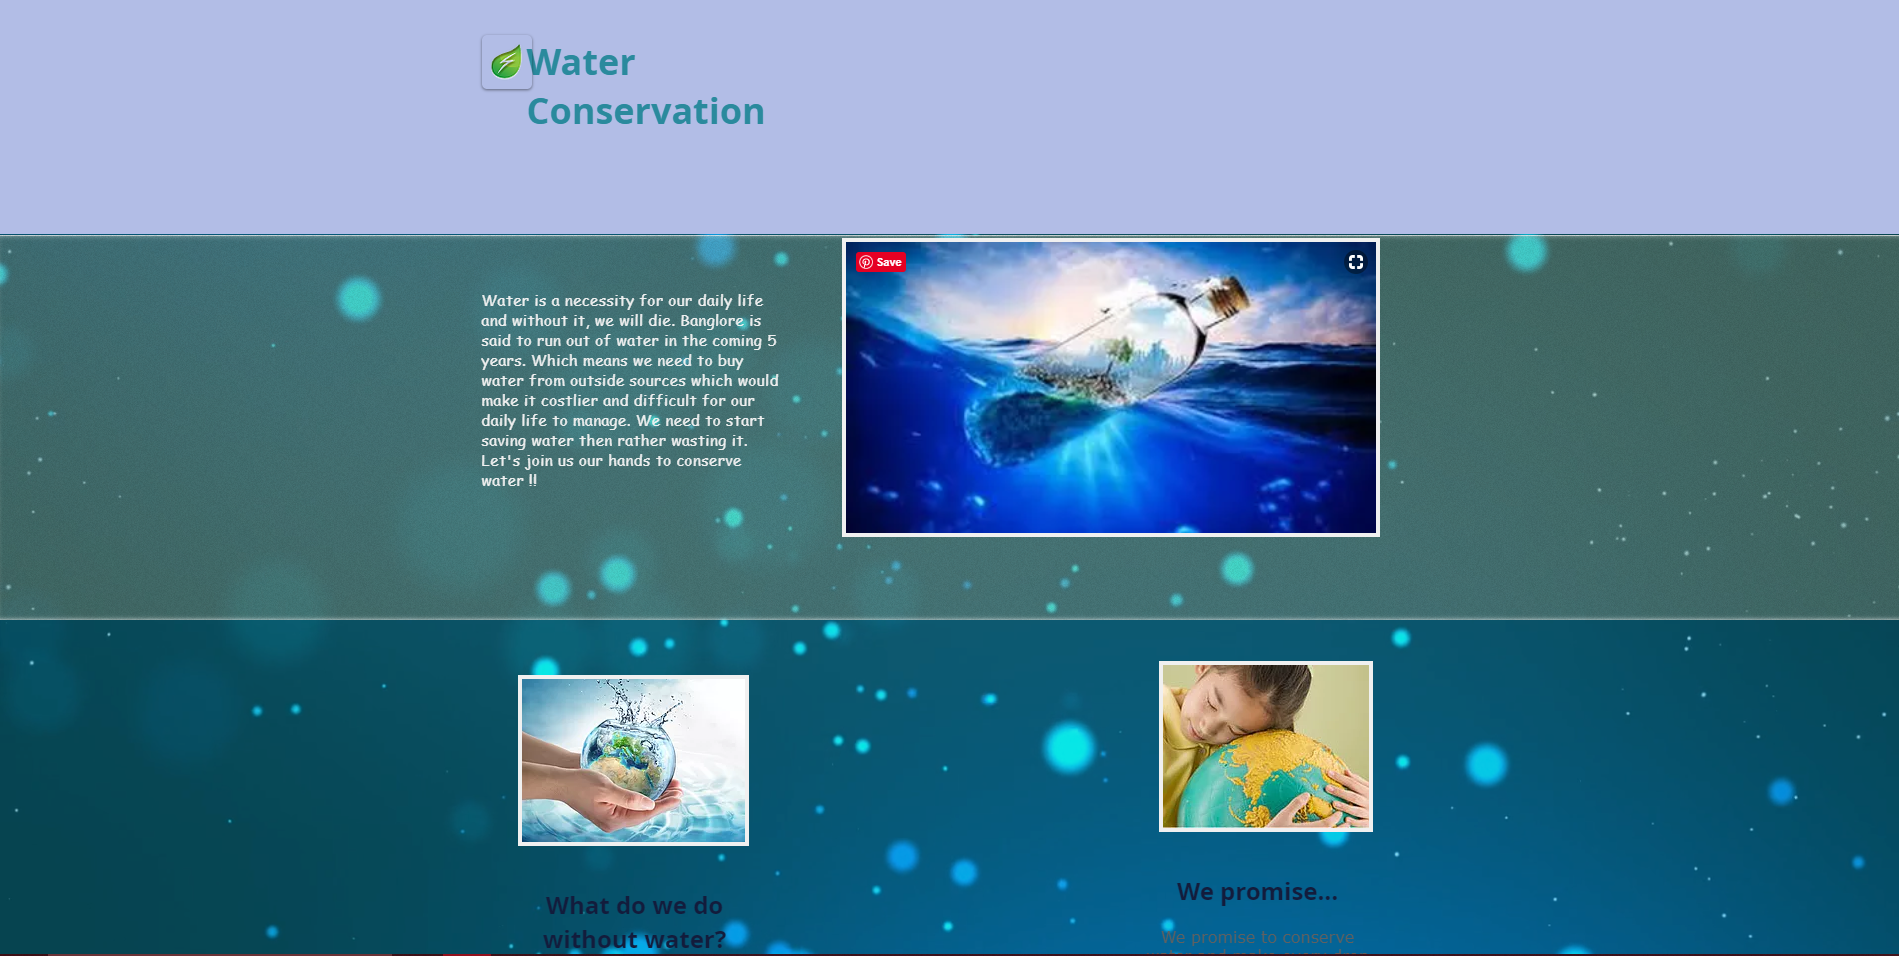 Water
Conservation
Save
Water is a necessity for our daily life
and without it, we will die. Banglore is
said to run out of water in the coming 5
years. Which means we need to buy
water from outside sources which would
make it costlier and difficult for our
daily life to manage. We need to start
saving water then rather wasting it.
Let's join us our hands to conserve
water !!
What do we do
without water?
We promise...
We promise to conserve